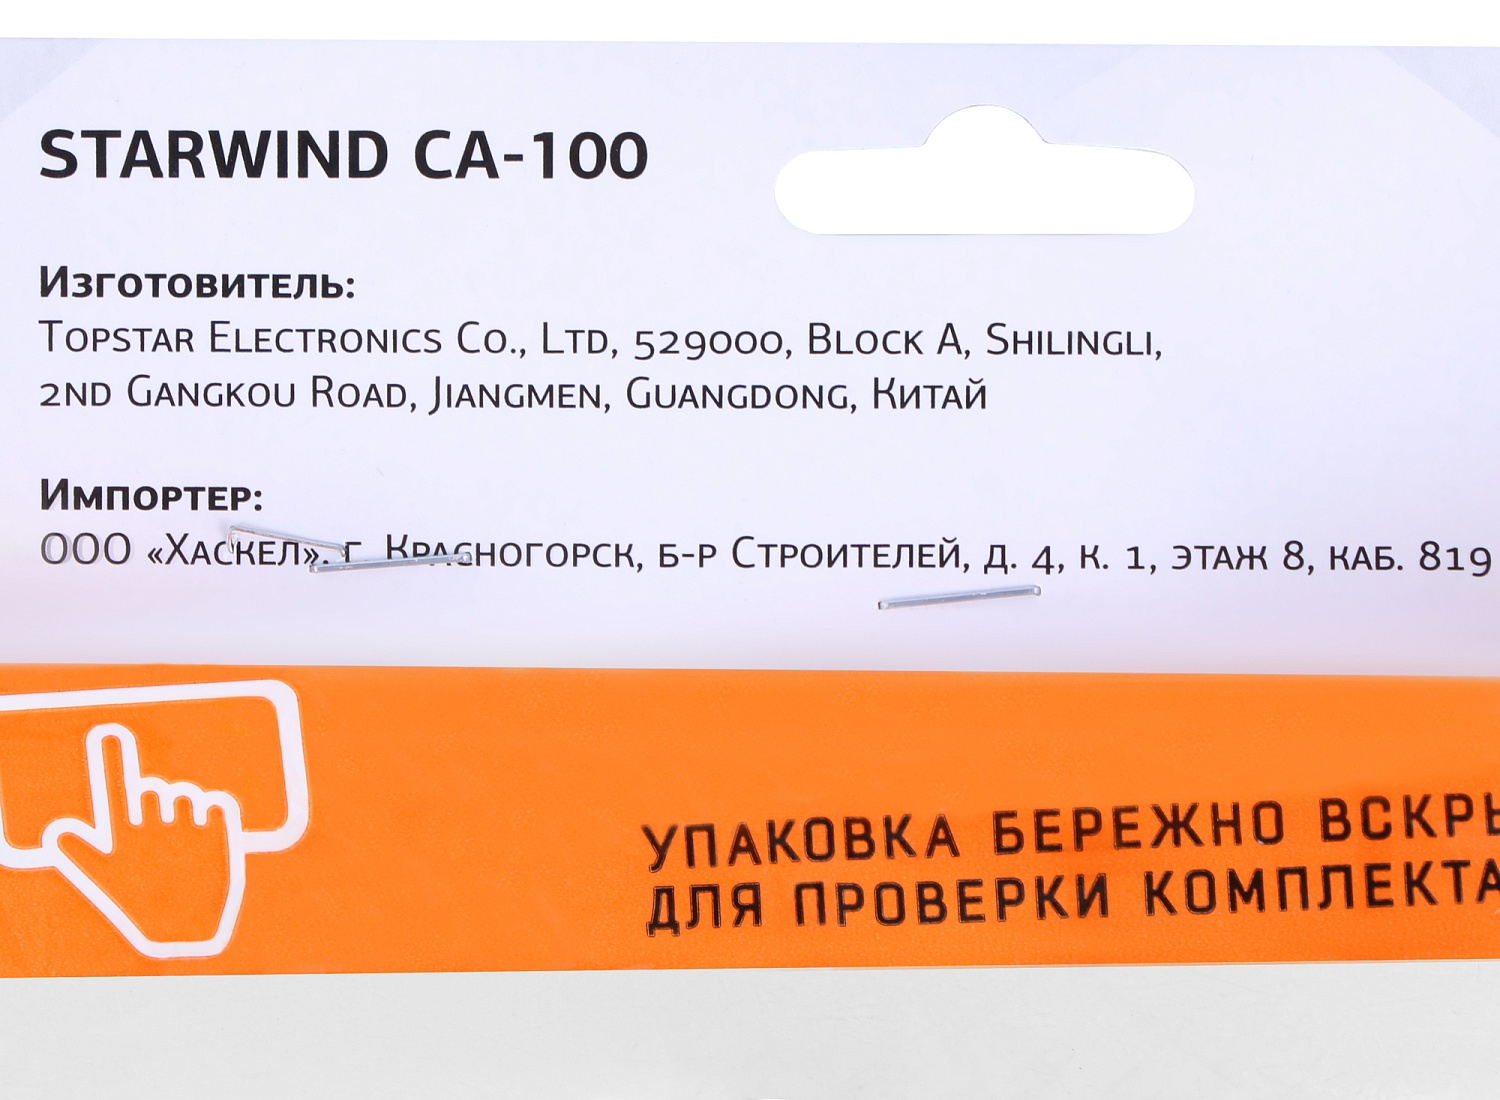 STARWIND CA-100
Изготовитель:
Topstar Electronics Co., Ltd, 529000, Block A, Shilingli,
2nd Gangkou Road, Jiangmen, Guangdong, Китай
Импортер:
ООО «Хаскел», г. Красногорск, б-р Строителей, д. 4, к. 1, этаж 8, каб. 819
УПАКОВКА БЕРЕЖНО ВСКРЫ
ДЛЯ ПРОВЕРКИ КОМПЛЕКТА